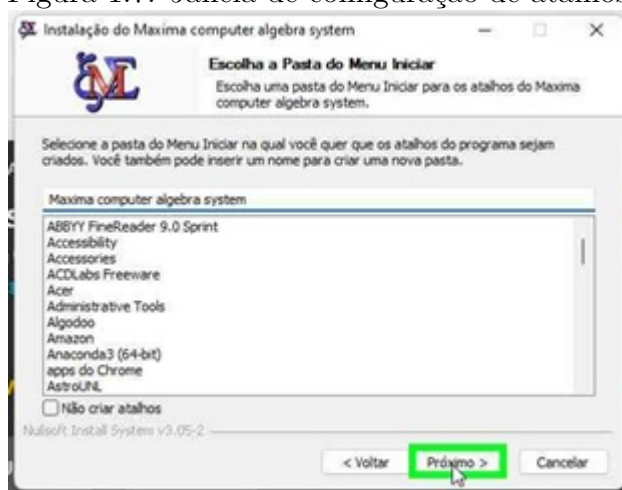 Figura 1.7: Janela de configuração de atalhos
Instalação do Maxima computer algebra system
Escolha a Pasta do Menu Iniciar
Escolha uma pasta do Menu Iniciar para os atalhos do Maxima
computer algebra system.
Selecione a pasta do Menu Iniciar na qual você quer que os atalhos do programa sejam
criados. Você também pode inserir um nome para criar uma nova pasta.
Maxima computer algebra system
ABBYY FineReader 9.0 Sprint
Accessibility
Accessories
ACDLabs Freeware
Acer
Administrative Tools
Algodoo
Amazon
Anaconda3 (64-bit)
apps do Chrome
AstroUNL
Não criar atalhos
Nullsoft Install System v3.05-2
< Voltar
Próximo >
Cancelar